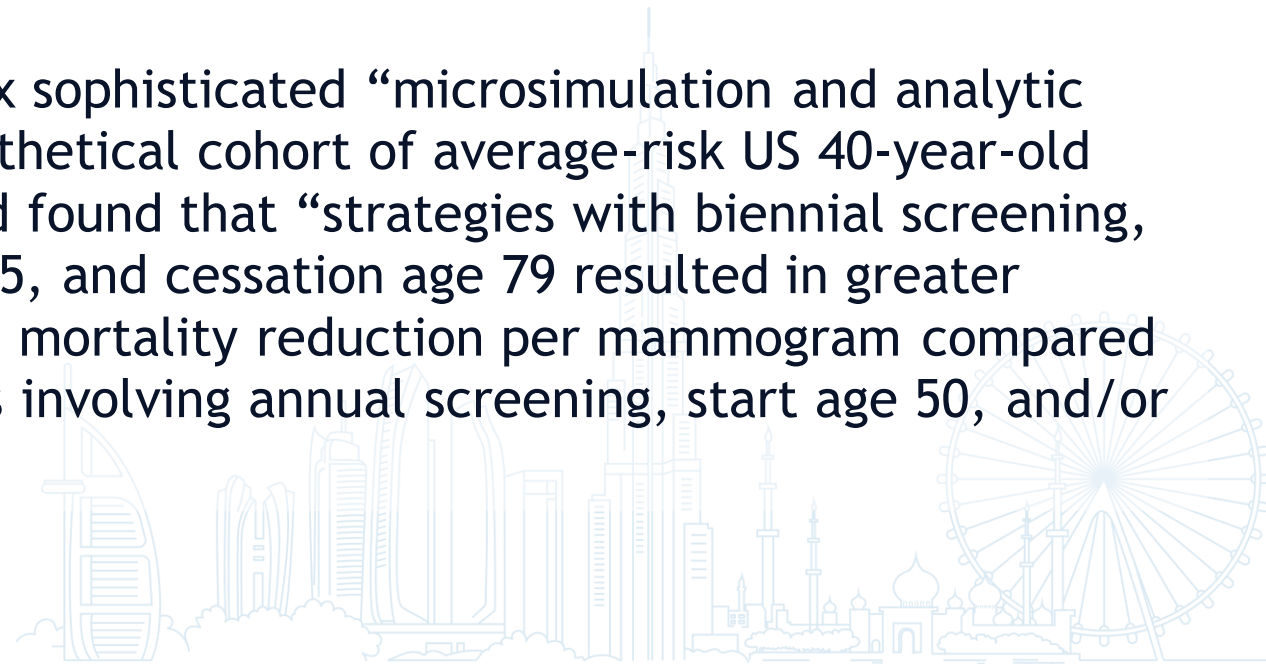 x sophisticated “microsimulation and analytic
thetical cohort of average-risk US 40-year-old
d found that “strategies with biennial screening,
5, and cessation age 79 resulted in greater
mortality reduction per mammogram compared
s involving annual screening, start age 50, and/or